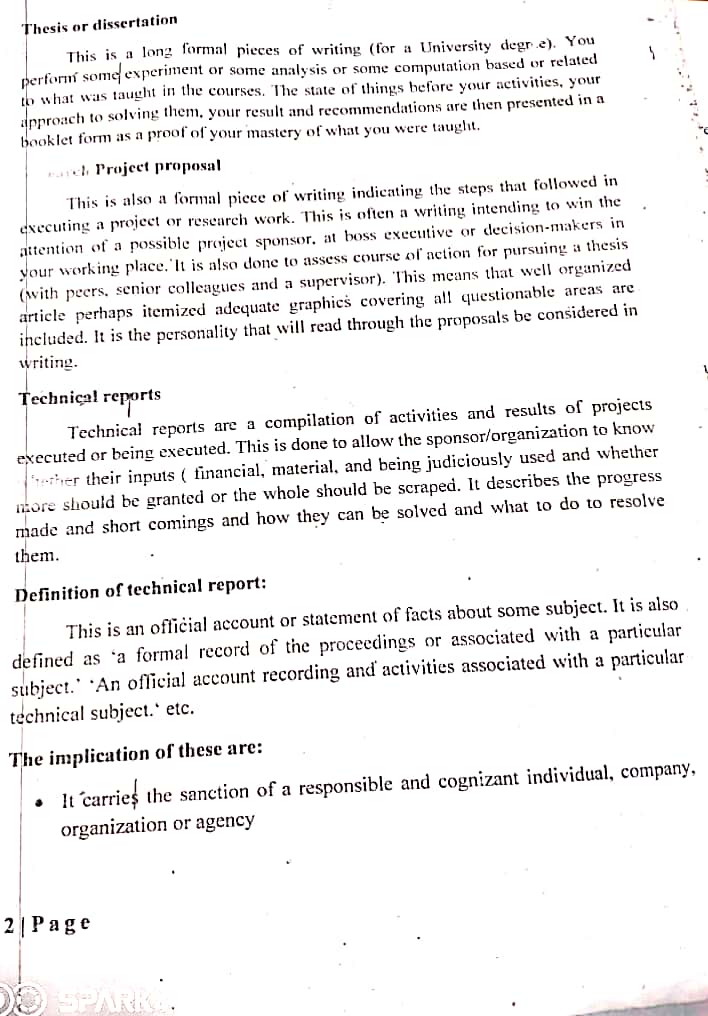 Thesis or dissertation
This is a long formal pieces of writing (for a University degr.e). You
perform some experiment or some analysis or some computation based or related
to what was taught in the courses. The state of things before your activities, your
approach to solving them, your result and recommendations are then presented in a
booklet form as a proof of your mastery of what you were taught.
Project proposal
This is also a formal piece of writing indicating the steps that followed in
executing a project or research work. This is often a writing intending to win the
attention of a possible project sponsor, at boss executive or decision-makers in
your working place. It is also done to assess course of action for pursuing a thesis
(with peers, senior colleagues and a supervisor). This means that well organized
article perhaps itemized adequate graphics covering all questionable areas are
included. It is the personality that will read through the proposals be considered in
writing.
Technical reports
Technical reports are a compilation of activities and results of projects
executed or being executed. This is done to allow the sponsor/organization to know
their inputs ( financial, material, and being judiciously used and whether
more should be granted or the whole should be scraped. It describes the progress
made and short comings and how they can be solved and what to do to resolve
them.
Definition of technical report:
This is an official account or statement of facts about some subject. It is also
defined as 'a formal record of the proceedings or associated with a particular
subject.' 'An official account recording and activities associated with a particular
technical subject.' etc.
The implication of these are:
• It carries the sanction of a responsible and cognizant individual, company,
organization or agency
2 | P a g e
SPARK